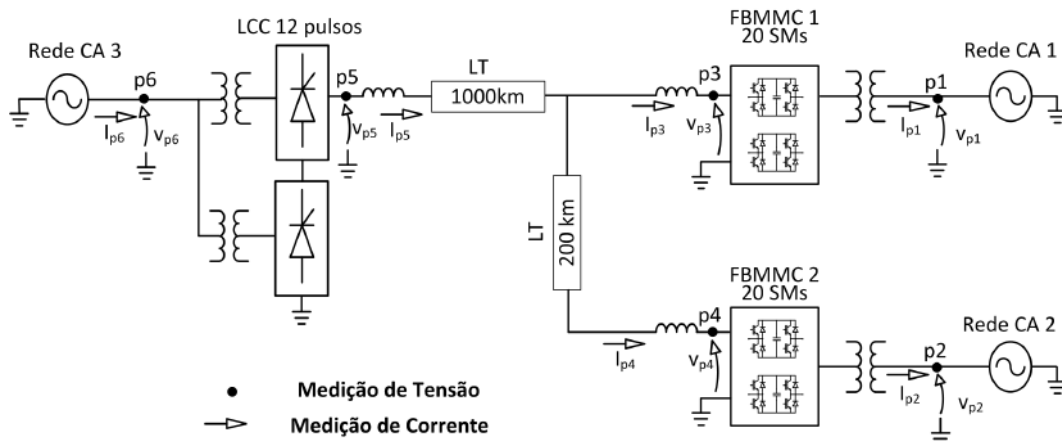 LCC 12 pulsos
Rede CA 3
p6
I_p6
v_p6
p5
v_p5
I_p5
LT
1000km
p3
I_p3
v_p3
FBMMC 1
20 SMs
Rede CA 1
p1
I_p1
v_p1
LT
200 km
FBMMC 2
20 SMs
p4
I_p4
v_p4
Rede CA 2
p2
I_p2
v_p2
Medição de Tensão
Medição de Corrente